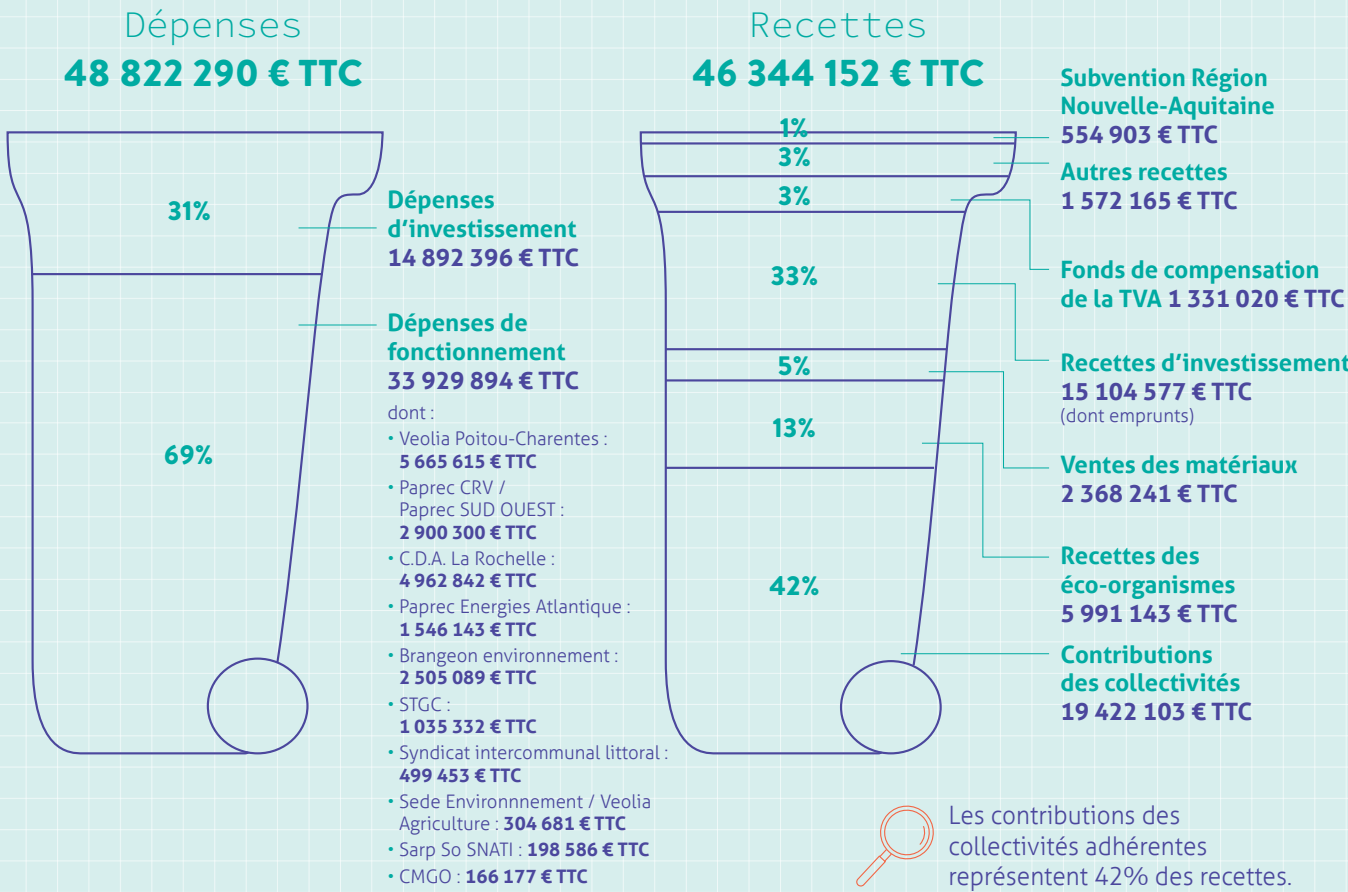 Dépenses
48 822 290 € TTC
31%
69%
Dépenses
d'investissement
14 892 396 € TTC
Dépenses de
fonctionnement
33 929 894 € TTC
dont :
• Veolia Poitou-Charentes :
5 665 615 € TTC
• Paprec CRV /
Paprec SUD OUEST :
2 900 300 € TTC
• C.D.A. La Rochelle :
4 962 842 € TTC
• Paprec Energies Atlantique :
1 546 143 € TTC
• Brangeon environnement :
2 505 089 € TTC
• STGC :
1 035 332 € TTC
• Syndicat intercommunal littoral :
499 453 € TTC
• Sede Environnnement / Veolia
Agriculture : 304 681 € TTC
• Sarp So SNATI : 198 586 € TTC
• CMGO : 166 177 € TTC
Recettes
46 344 152 € TTC
1%
3%
3%
33%
5%
13%
42%
Subvention Région
Nouvelle-Aquitaine
554 903 € TTC
Autres recettes
1 572 165 € TTC
Fonds de compensation
de la TVA 1 331 020 € TTC
Recettes d'investissement
15 104 577 € TTC
(dont emprunts)
Ventes des matériaux
2 368 241 € TTC
Recettes des
éco-organismes
5 991 143 € TTC
Contributions
des collectivités
19 422 103 € TTC
Les contributions des
collectivités adhérentes
représentent 42% des recettes.